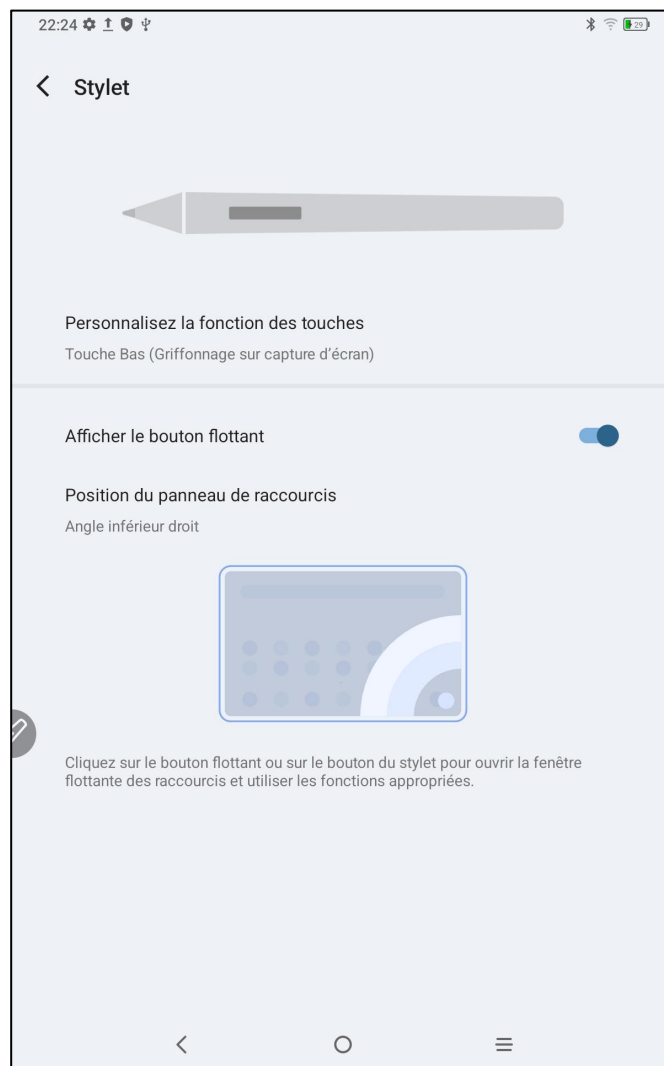 22:24
29
Stylet
Personnalisez la fonction des touches
Touche Bas (Griffonnage sur capture d’écran)
Afficher le bouton flottant
Position du panneau de raccourcis
Angle inférieur droit
Cliquez sur le bouton flottant ou sur le bouton du stylet pour ouvrir la fenêtre
flottante des raccourcis et utiliser les fonctions appropriées.